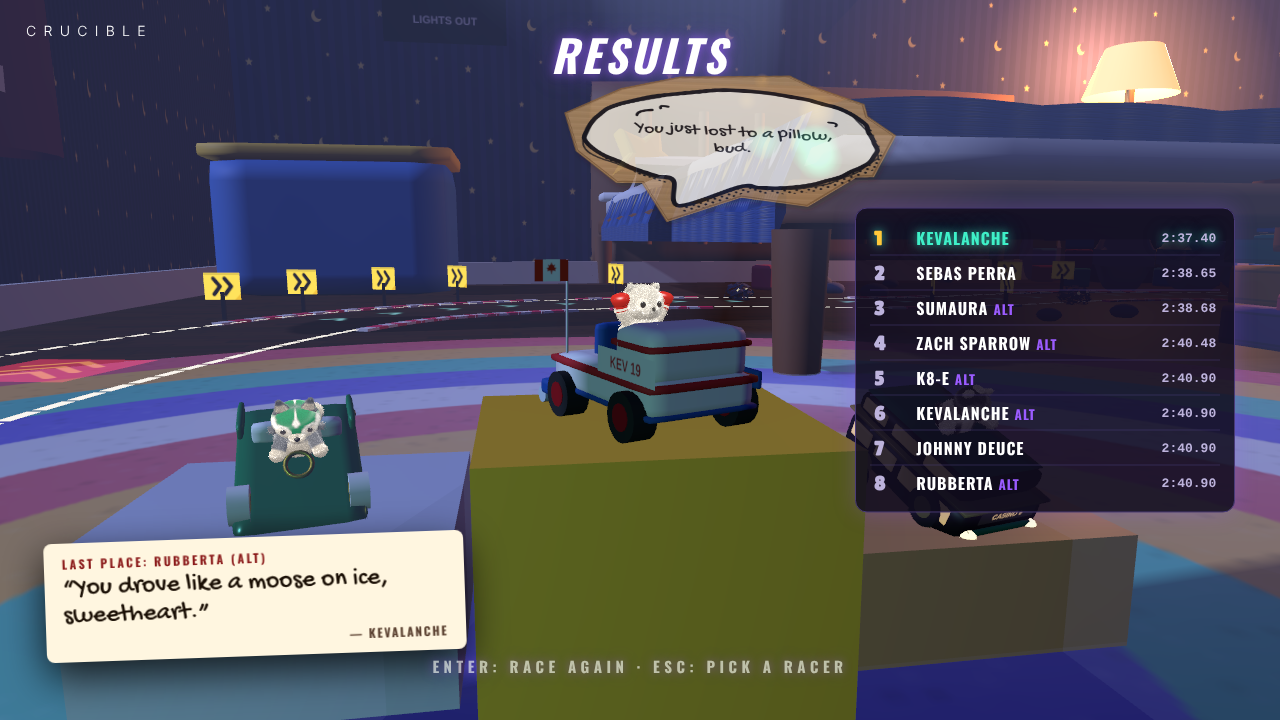 CRUCIBLE
LIGHTS OUT
RESULTS
You just lost to a pillow,
bud.
1 KEVALANCHE 2:37.40
2 SEBAS PERRA 2:38.65
3 SUMAURA ALT 2:38.68
4 ZACH SPARROW ALT 2:40.48
5 K8-E ALT 2:40.90
6 KEVALANCHE ALT 2:40.90
7 JOHNNY DEUCE 2:40.90
8 RUBBERTA ALT 2:40.90
KEV 19
LAST PLACE: RUBBERTA (ALT)
"You drove like a moose on ice,
sweetheart."
— KEVALANCHE
ENTER: RACE AGAIN · ESC: PICK A RACER